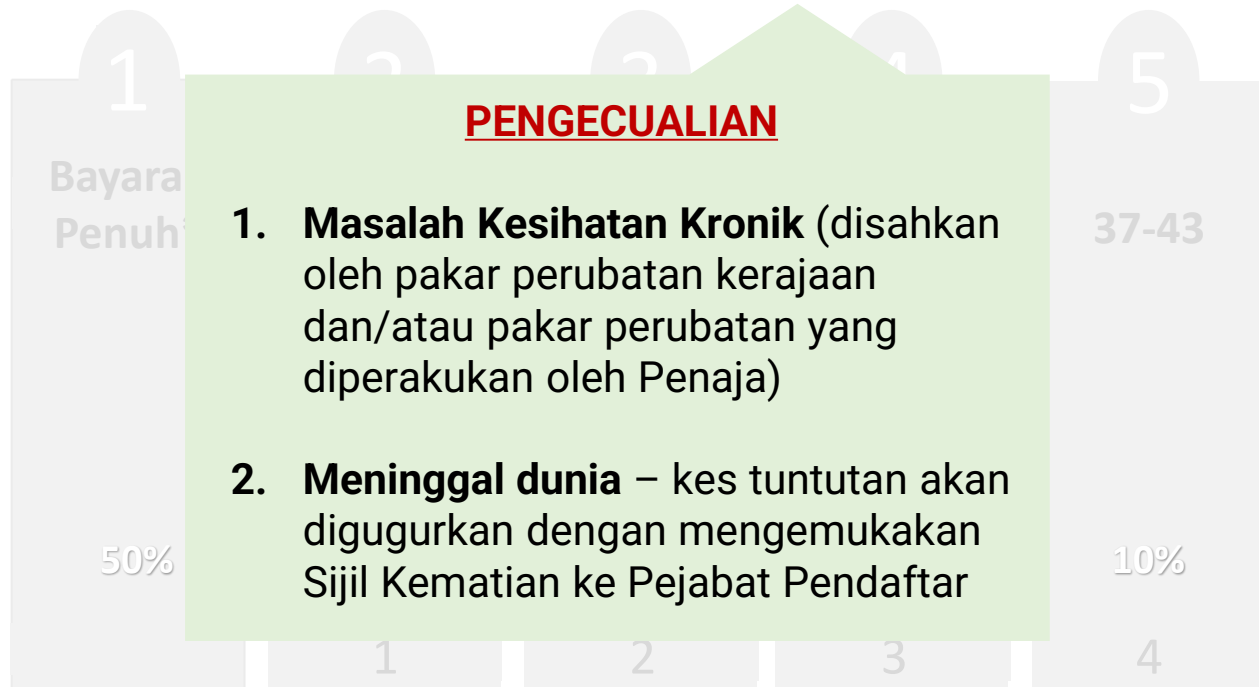 1
5
PENGECUALIAN
Penuh
37-43
1. Masalah Kesihatan Kronik (disahkan
oleh pakar perubatan kerajaan
dan/atau pakar perubatan yang
diperakukan oleh Penaja)
2. Meninggal dunia – kes tuntutan akan
digugurkan dengan mengemukakan
Sijil Kematian ke Pejabat Pendaftar
50%
10%
1 2 3 4